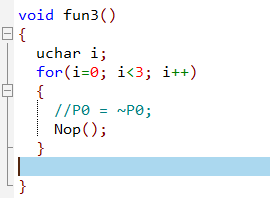 void fun3()
{
uchar i;
for(i=0; i<3; i++)
{
//P0 = ~P0;
Nop();
}
}